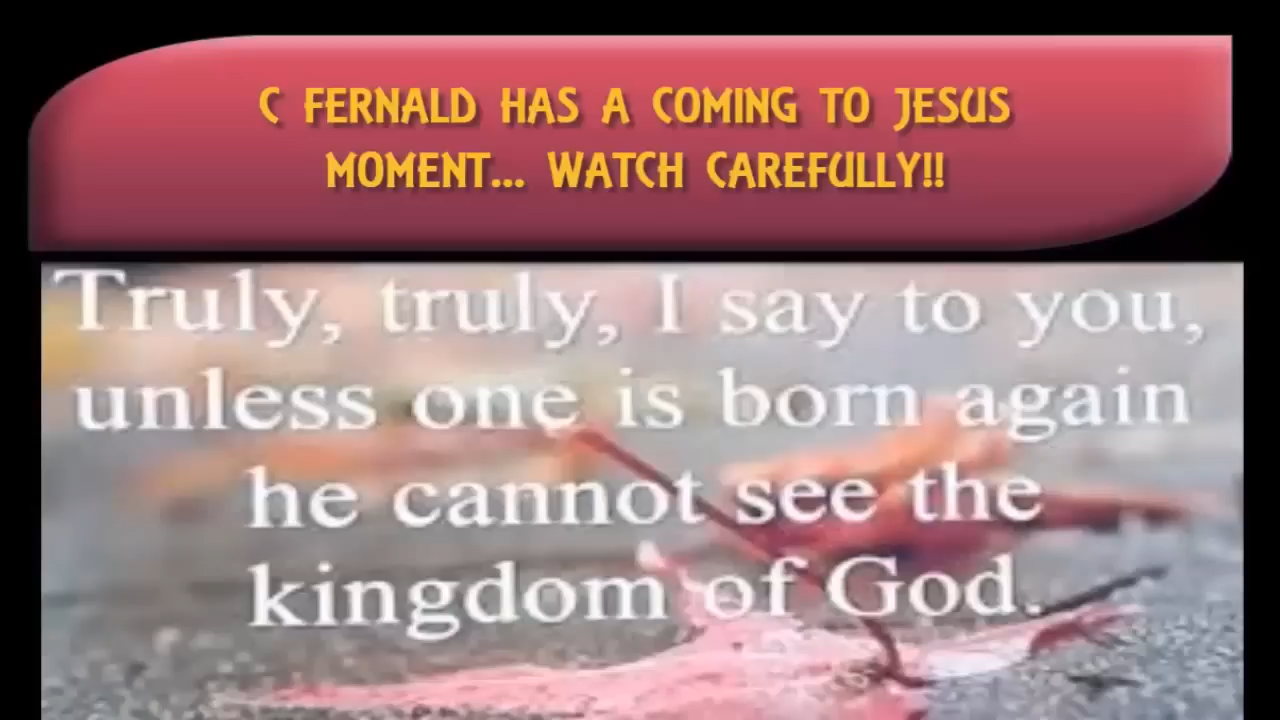 C FERNALD HAS A COMING TO JESUS
MOMENT... WATCH CAREFULLY!!
Truly, truly, I say to you,
unless one is born again
he cannot see the
kingdom of God.